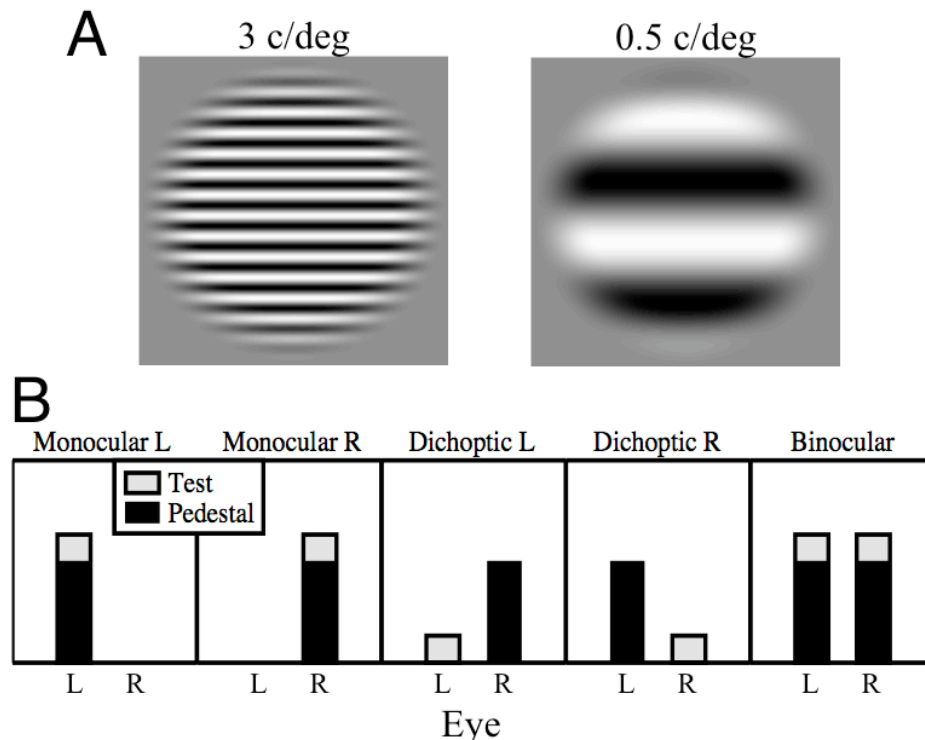 A
3 c/deg
0.5 c/deg
B
Monocular L
Monocular R
Dichoptic L
Dichoptic R
Binocular
Test
Pedestal
L R
L R
L R
L R
L R
Eye